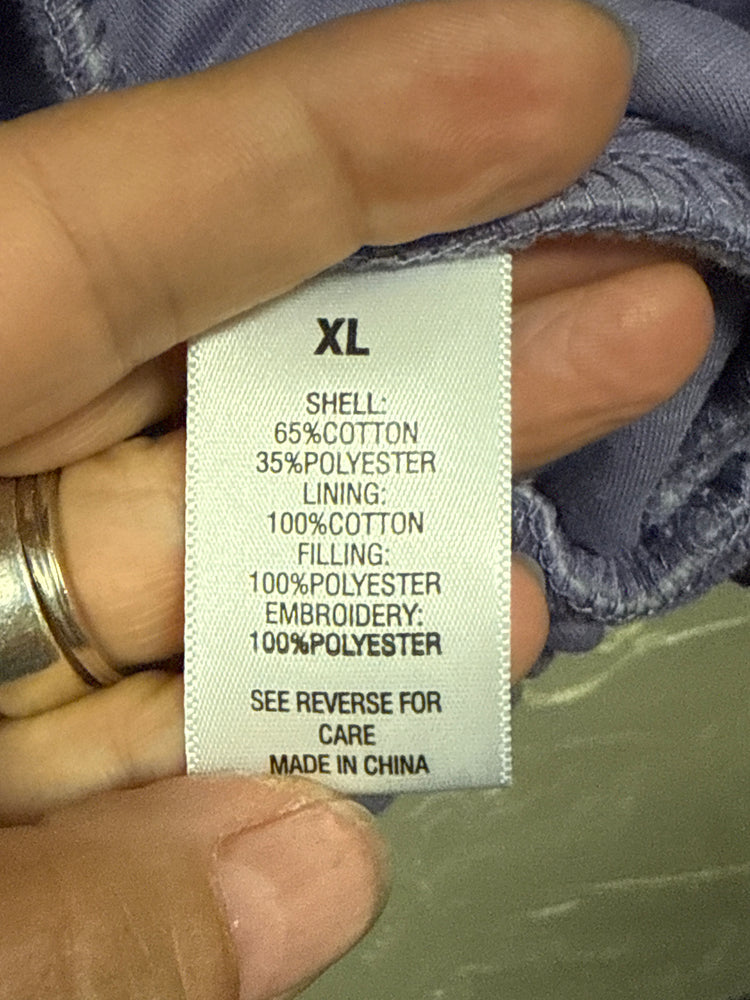 XL
SHELL:
65%COTTON
35%POLYESTER
LINING:
100%COTTON
FILLING:
100%POLYESTER
EMBROIDERY:
100%POLYESTER
SEE REVERSE FOR
CARE
MADE IN CHINA